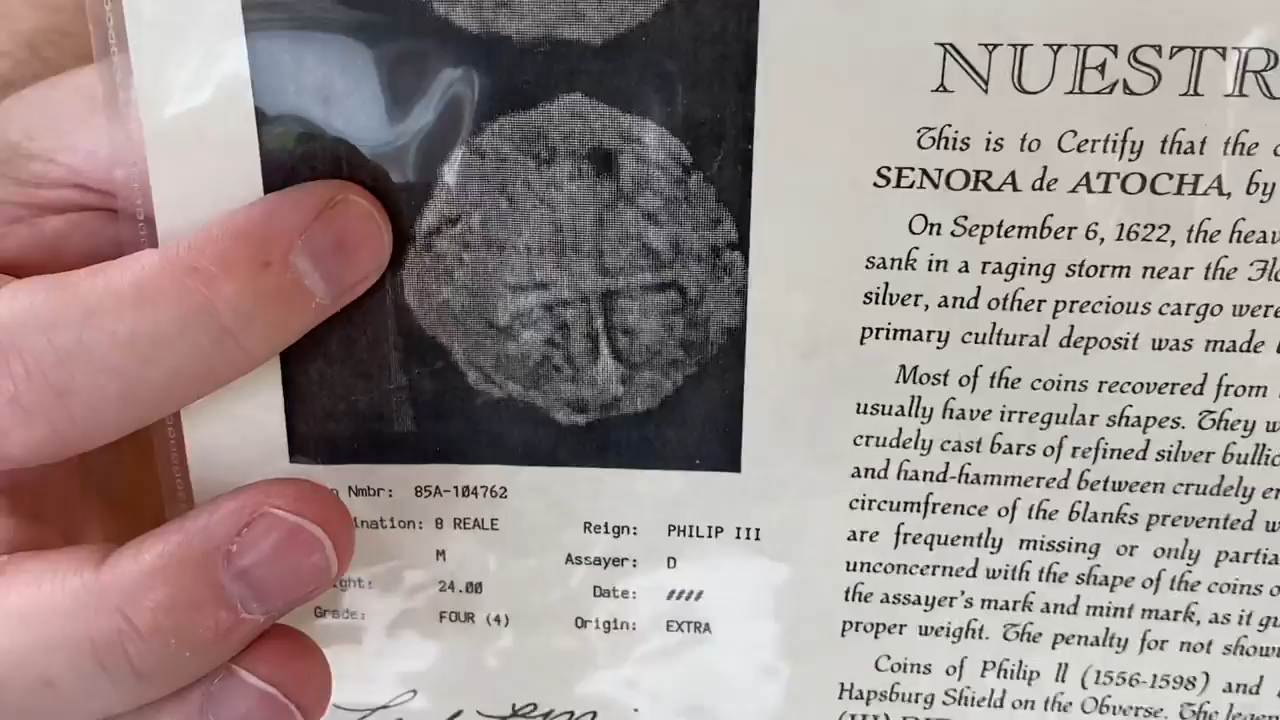 Nmbr: 85A-104762
ination: 8 REALE Reign: PHILIP III
M Assayer: D
ght: 24.00 Date: ####
Grade: FOUR (4) Origin: EXTRA
NUESTR
This is to Certify that the
SENORA de ATOCHA, by
On September 6, 1622, the heav
sank in a raging storm near the Flo
silver, and other precious cargo were
primary cultural deposit was made
Most of the coins recovered from
usually have irregular shapes. They w
crudely cast bars of refined silver bullio
and hand-hammered between crudely en
circumfrence of the blanks prevented
are frequently missing or only partia
unconcerned with the shape of the coins
the assayer's mark and mint mark, as it gu
proper weight. The penalty for not show
Coins of Philip ll (1556-1598) and
Hapsburg Shield on the Obverse. The lege